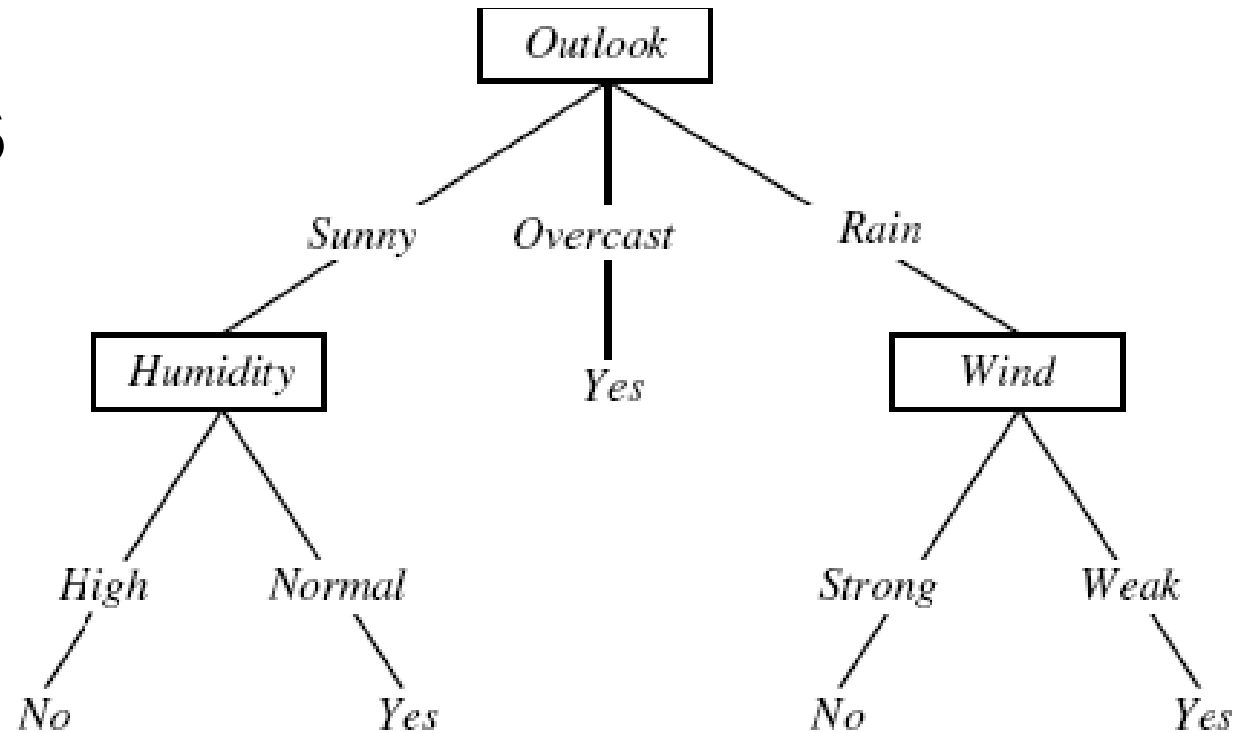 Outlook
Sunny Overcast Rain
Humidity Yes Wind
High Normal Strong Weak
No Yes No Yes